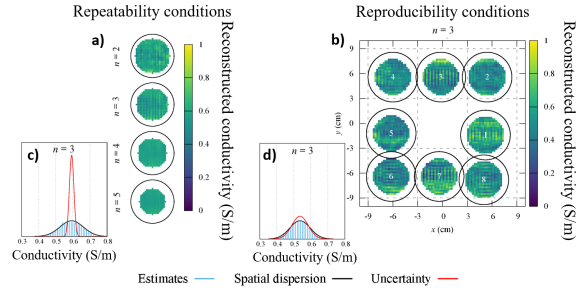 Repeatability conditions
Reproducibility conditions
n = 3
a)
n = 2
n = 3
n = 4
n = 5
1
0.8
0.6
0.4
0.2
0
Reconstructed conductivity (S/m)
b)
9
6
3
0
-3
-6
-9
y (cm)
4
3
2
5
1
6
7
8
-9
-6
-3
0
3
6
9
x (cm)
1
0.8
0.6
0.4
0.2
0
Reconstructed conductivity (S/m)
c)
n = 3
0.3
0.4
0.5
0.6
0.7
0.8
Conductivity (S/m)
d)
n = 3
0.3
0.4
0.5
0.6
0.7
0.8
Conductivity (S/m)
Estimates
Spatial dispersion
Uncertainty